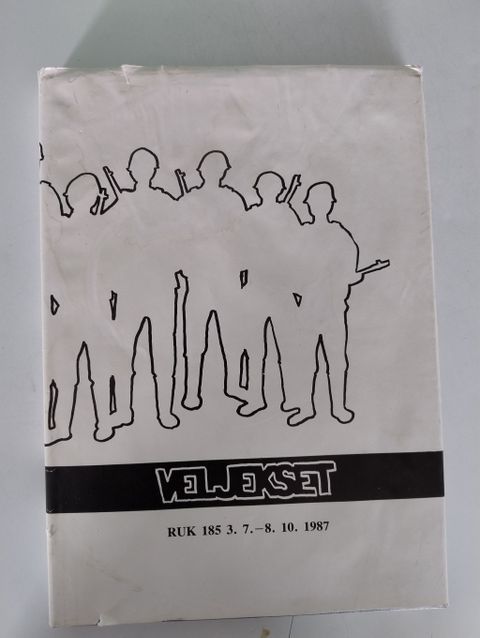 VELJEKSET
RUK 185 3. 7.–8. 10. 1987